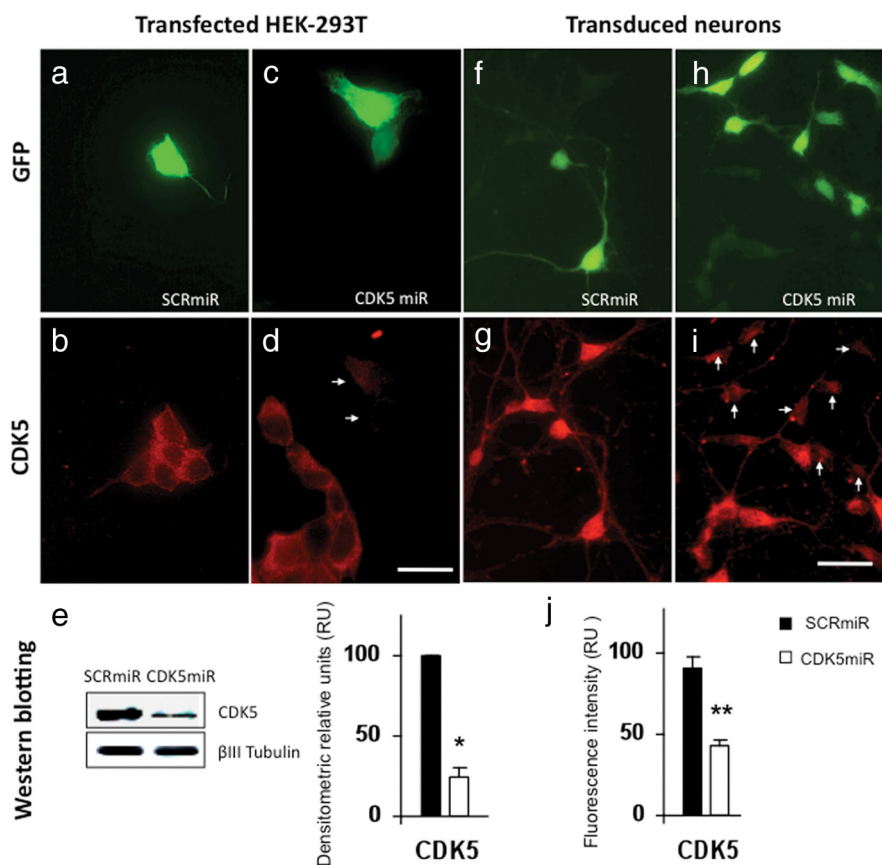 Transfected HEK-293T
Transduced neurons
GFP
a
c
f
h
SCRmiR
CDK5 miR
SCRmiR
CDK5 miR
CDK5
b
d
g
i
Western blotting
e
SCRmiR CDK5miR
CDK5
βIII Tubulin
Densitometric relative units (RU)
100
50
0
*
CDK5
j
Fluorescence intensity (RU )
100
50
0
**
CDK5
SCRmiR
CDK5miR